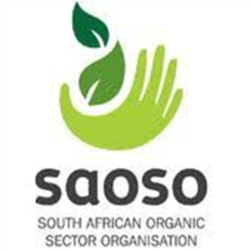 saoso
SOUTH AFRICAN ORGANIC
SECTOR ORGANISATION